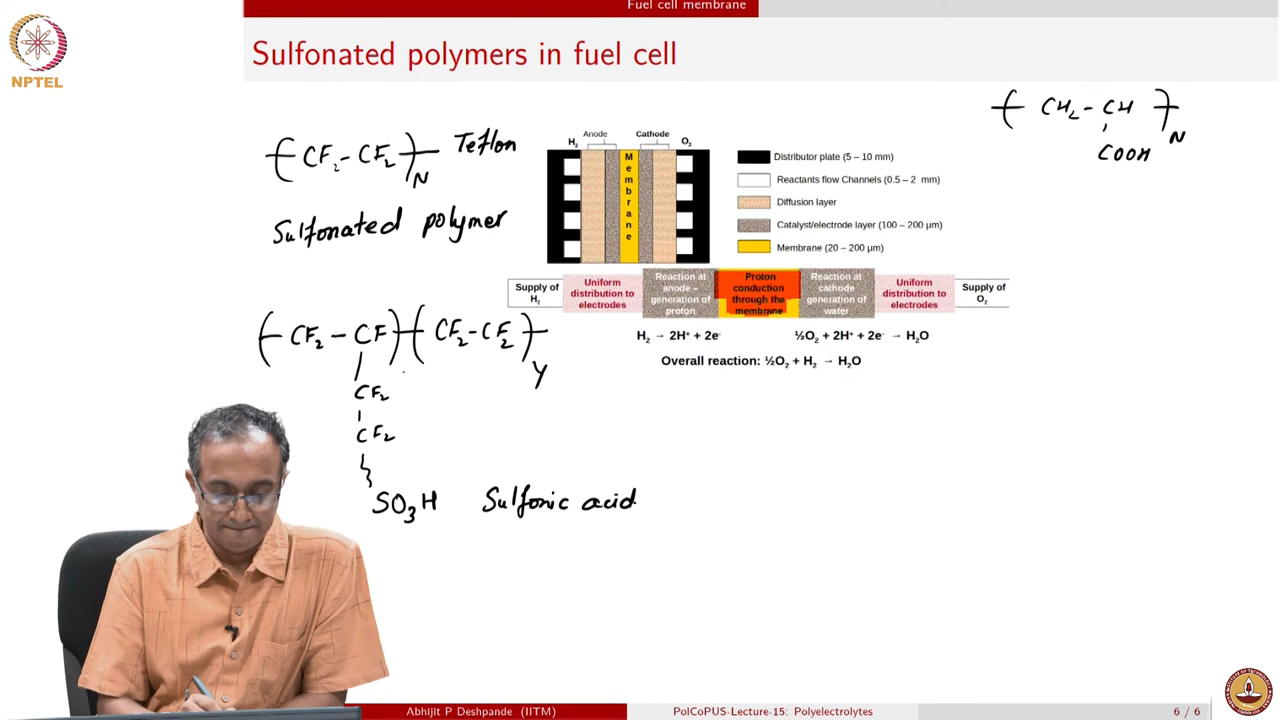 Fuel cell membrane
NPTEL
Sulfonated polymers in fuel cell
( CH2 - CH )N
COOH
( CF2 - CF2 )N Teflon
Sulfonated polymer
H2
Anode
Cathode
O2
Membrane
Distributor plate (5 – 10 mm)
Reactants flow Channels (0.5 – 2 mm)
Diffusion layer
Catalyst/electrode layer (100 – 200 μm)
Membrane (20 – 200 μm)
Supply of H2
Uniform distribution to electrodes
Reaction at anode – generation of proton
Proton conduction through the membrane
Reaction at cathode generation of water
Uniform distribution to electrodes
Supply of O2
H2 → 2H+ + 2e-
½O2 + 2H+ + 2e- → H2O
Overall reaction: ½O2 + H2 → H2O
( CF2 - CF )( CF2 - CF2 )y
CF2
CF2
SO3H Sulfonic acid
Abhijit P Deshpande (IITM)
PolCoPUS-Lecture-15: Polyelectrolytes
6 / 6